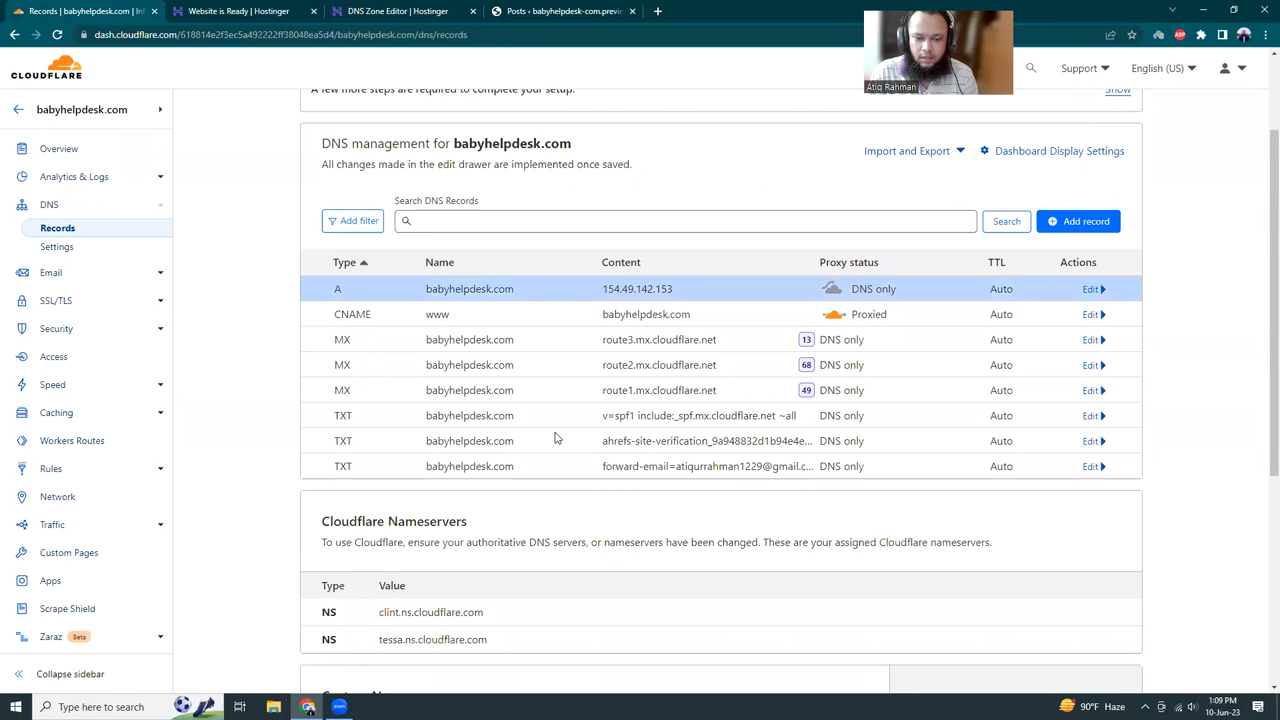 Records | babyhelpdesk.com | Inf
Website is Ready | Hostinger
DNS Zone Editor | Hostinger
Posts ‹ babyhelpdesk-com.previe
dash.cloudflare.com/618814e2f3ec5a492222ff38048ea5d4/babyhelpdesk.com/dns/records
ABP
CLOUDFLARE
Support
English (US)
Atiq Rahman
babyhelpdesk.com
Overview
Analytics & Logs
DNS
Records
Settings
Email
SSL/TLS
Security
Access
Speed
Caching
Workers Routes
Rules
Network
Traffic
Custom Pages
Apps
Scrape Shield
Zaraz Beta
Collapse sidebar
A few more steps are required to complete your setup.
Show
DNS management for babyhelpdesk.com
All changes made in the edit drawer are implemented once saved.
Import and Export
Dashboard Display Settings
Search DNS Records
Add filter
Search
Add record
Type Name Content Proxy status TTL Actions
A babyhelpdesk.com 154.49.142.153 DNS only Auto Edit
CNAME www babyhelpdesk.com Proxied Auto Edit
MX babyhelpdesk.com route3.mx.cloudflare.net 13 DNS only Auto Edit
MX babyhelpdesk.com route2.mx.cloudflare.net 68 DNS only Auto Edit
MX babyhelpdesk.com route1.mx.cloudflare.net 49 DNS only Auto Edit
TXT babyhelpdesk.com v=spf1 include:_spf.mx.cloudflare.net ~all DNS only Auto Edit
TXT babyhelpdesk.com ahrefs-site-verification_9a948832d1b94e4e... DNS only Auto Edit
TXT babyhelpdesk.com forward-email=atiqurrahman1229@gmail.c... DNS only Auto Edit
Cloudflare Nameservers
To use Cloudflare, ensure your authoritative DNS servers, or nameservers have been changed. These are your assigned Cloudflare nameservers.
Type Value
NS clint.ns.cloudflare.com
NS tessa.ns.cloudflare.com
Type here to search
zoom
90°F Haze
1:09 PM
10-Jun-23